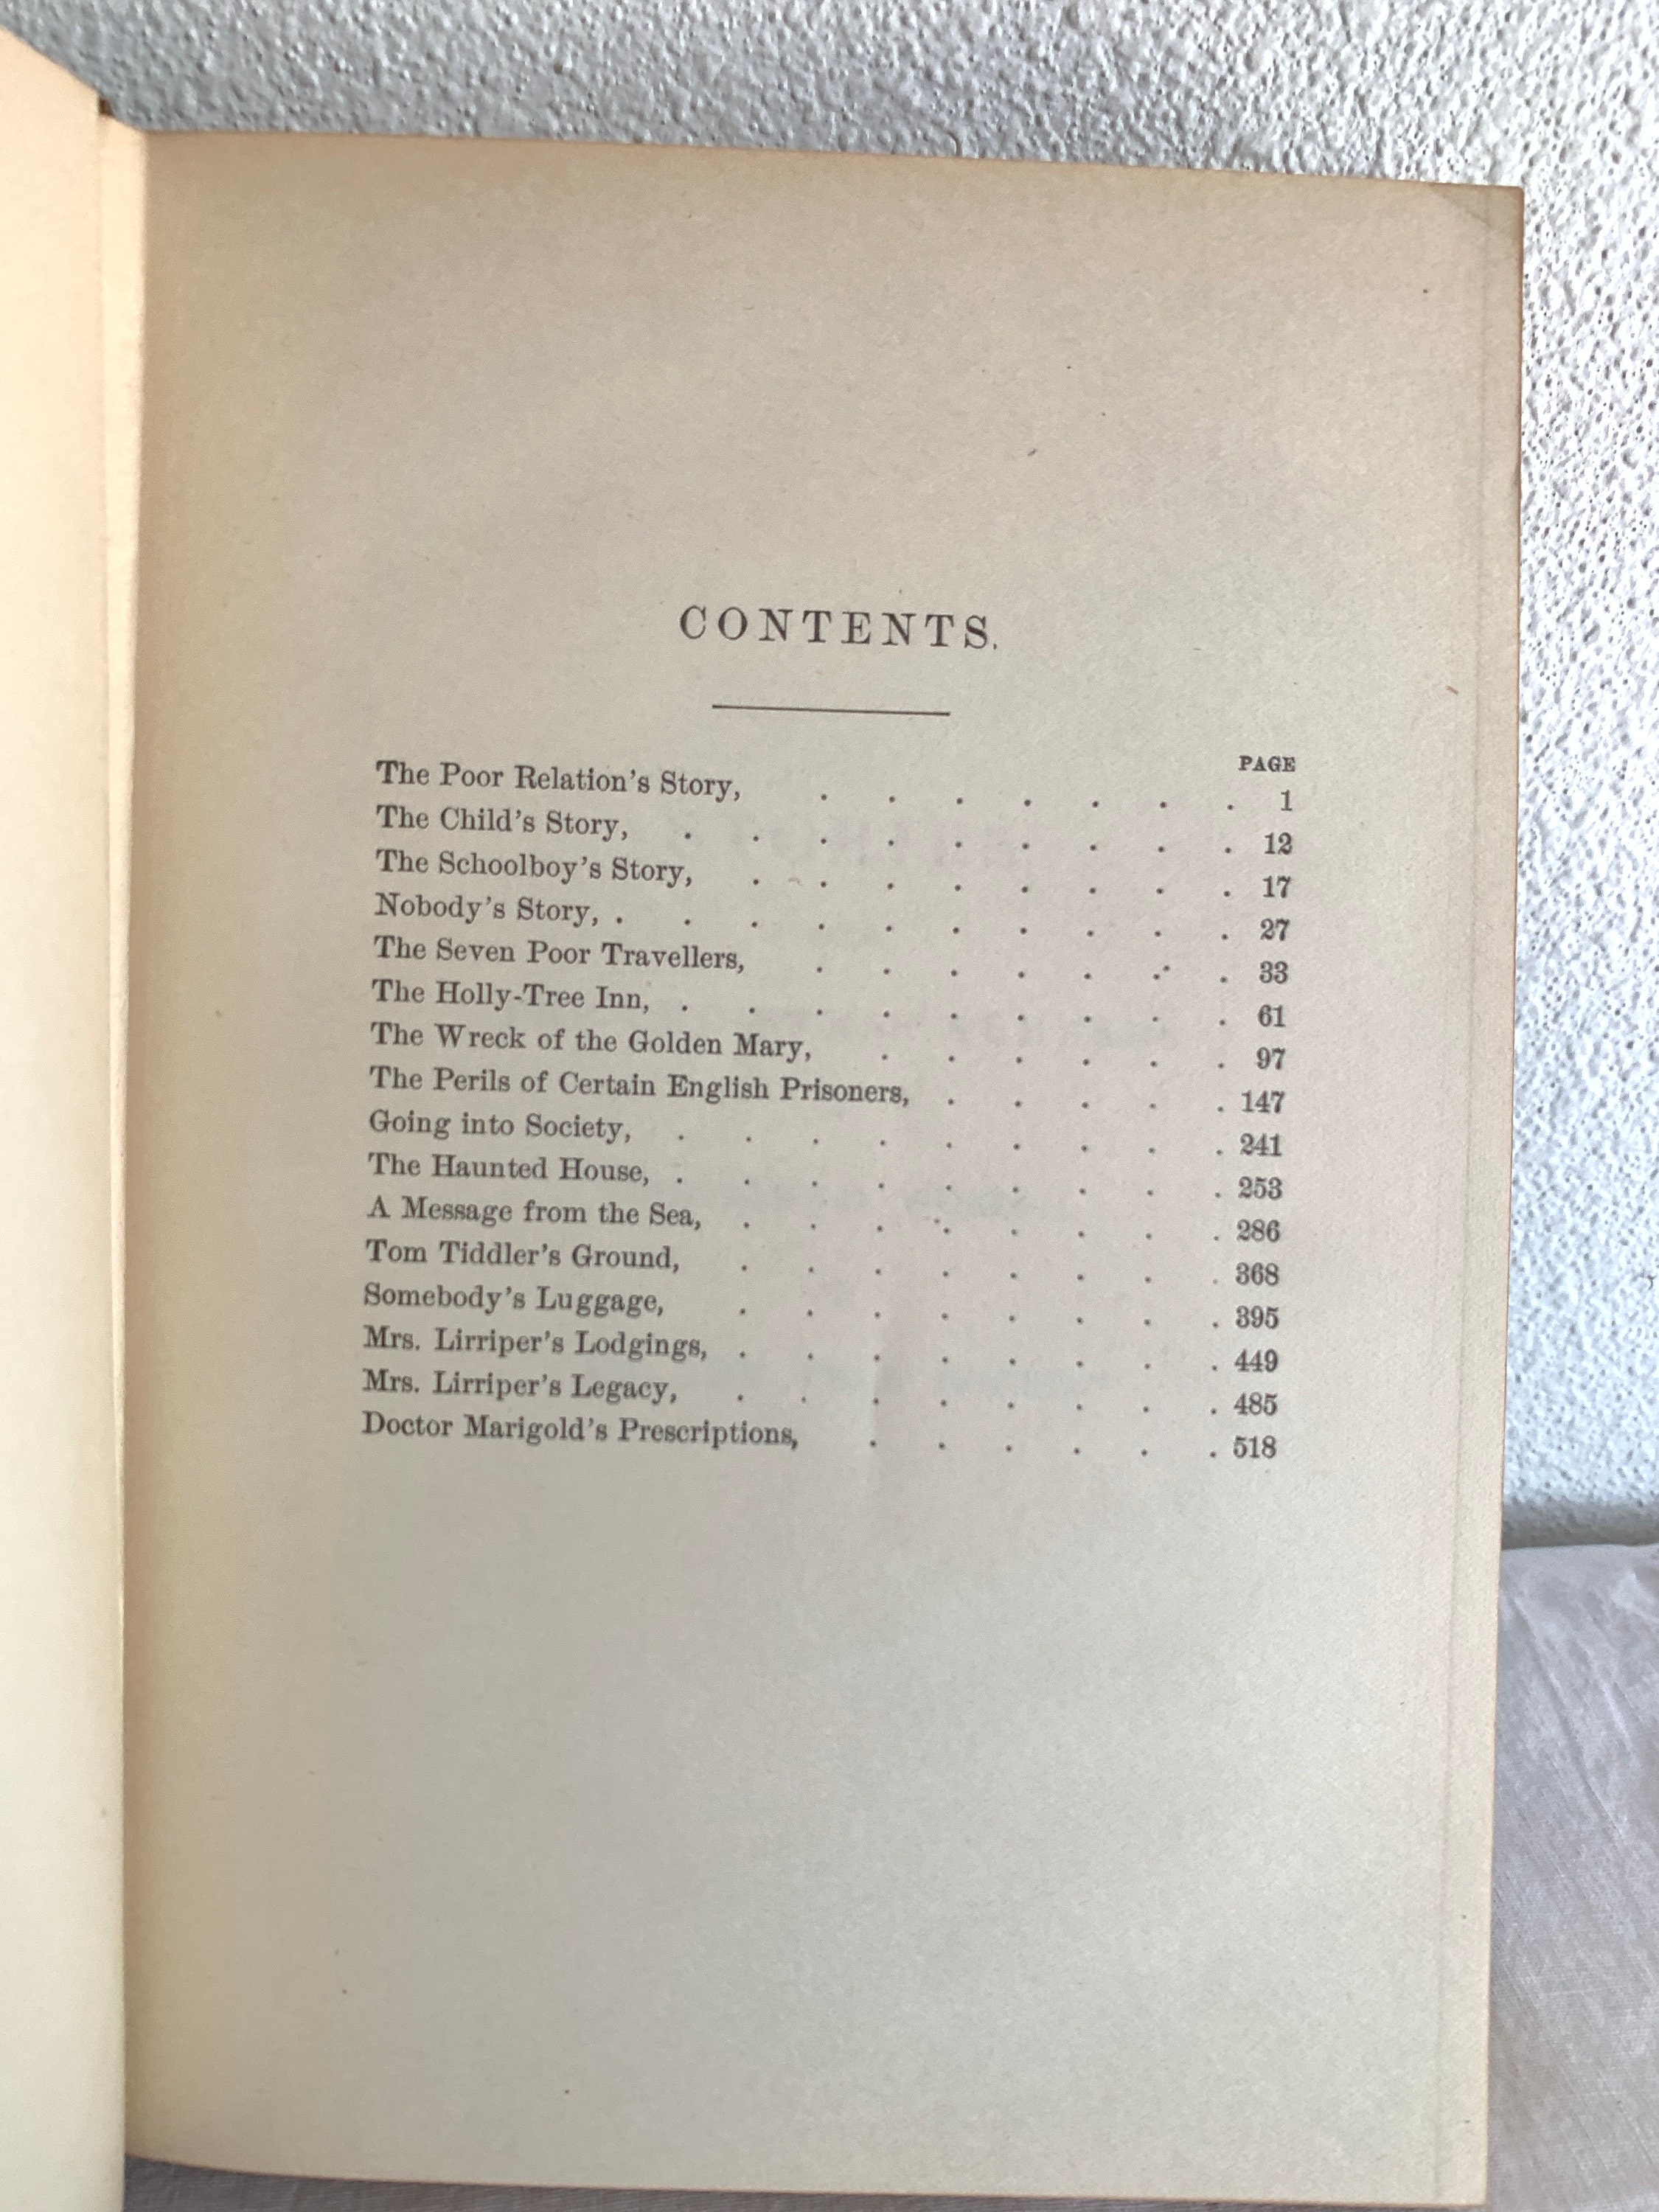 CONTENTS.
PAGE
The Poor Relation's Story, . . . . . . . 1
The Child's Story, . . . . . . . . . 12
The Schoolboy's Story, . . . . . . . . 17
Nobody's Story, . . . . . . . . . . 27
The Seven Poor Travellers, . . . . . . . 33
The Holly-Tree Inn, . . . . . . . . . 61
The Wreck of the Golden Mary, . . . . . . 97
The Perils of Certain English Prisoners, . . . . . 147
Going into Society, . . . . . . . . . 241
The Haunted House, . . . . . . . . . 253
A Message from the Sea, . . . . . . . . 286
Tom Tiddler's Ground, . . . . . . . . 368
Somebody's Luggage, . . . . . . . . 395
Mrs. Lirriper's Lodgings, . . . . . . . . 449
Mrs. Lirriper's Legacy, . . . . . . . . 485
Doctor Marigold's Prescriptions, . . . . . . 518